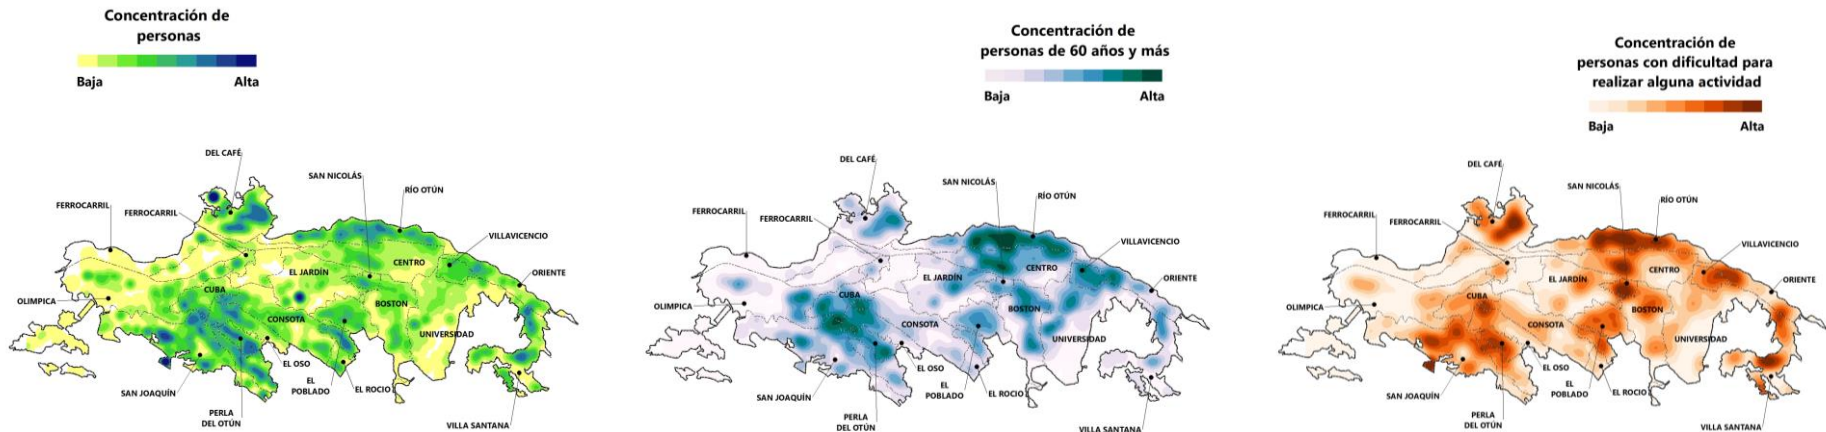 Concentración de
personas
Baja
Alta
DEL CAFÉ
SAN NICOLÁS
RÍO OTÚN
FERROCARRIL
FERROCARRIL
VILLAVICENCIO
CENTRO
ORIENTE
EL JARDÍN
CUBA
OLIMPICA
BOSTON
CONSOTA
UNIVERSIDAD
EL OSO
SAN JOAQUÍN
EL
POBLADO
EL ROCIO
PERLA
DEL OTÚN
VILLA SANTANA
Concentración de
personas de 60 años y más
Baja
Alta
DEL CAFÉ
SAN NICOLÁS
RÍO OTÚN
FERROCARRIL
FERROCARRIL
VILLAVICENCIO
CENTRO
ORIENTE
EL JARDÍN
CUBA
OLIMPICA
BOSTON
CONSOTA
UNIVERSIDAD
EL OSO
SAN JOAQUÍN
EL
POBLADO
EL ROCIO
PERLA
DEL OTÚN
VILLA SANTANA
Concentración de
personas con dificultad para
realizar alguna actividad
Baja
Alta
DEL CAFÉ
SAN NICOLÁS
RÍO OTÚN
FERROCARRIL
FERROCARRIL
VILLAVICENCIO
CENTRO
ORIENTE
EL JARDÍN
CUBA
OLIMPICA
BOSTON
CONSOTA
UNIVERSIDAD
EL OSO
SAN JOAQUÍN
EL
POBLADO
EL ROCIO
PERLA
DEL OTÚN
VILLA SANTANA